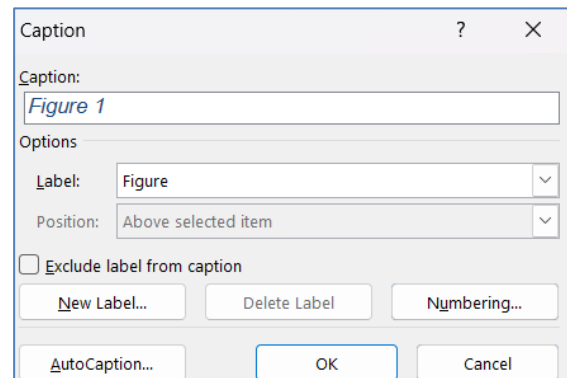 Caption ?
Caption:
Figure 1
Options
Label: Figure
Position: Above selected item
Exclude label from caption
New Label... Delete Label Numbering...
AutoCaption... OK Cancel